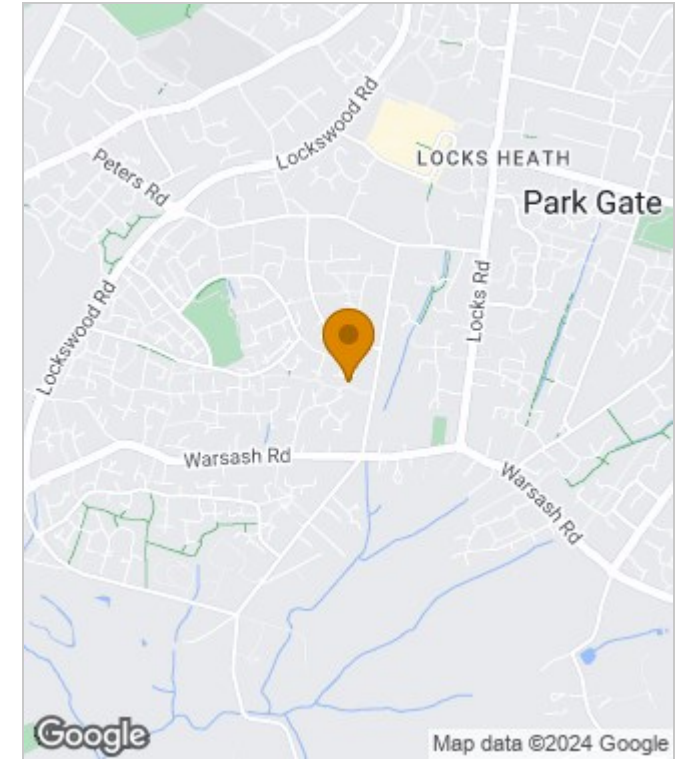 Lockswood Rd
LOCKS HEATH
Peters Rd
Park Gate
Lockswood Rd
Locks Rd
Warsash Rd
Warsash Rd
Google
Map data ©2024 Google